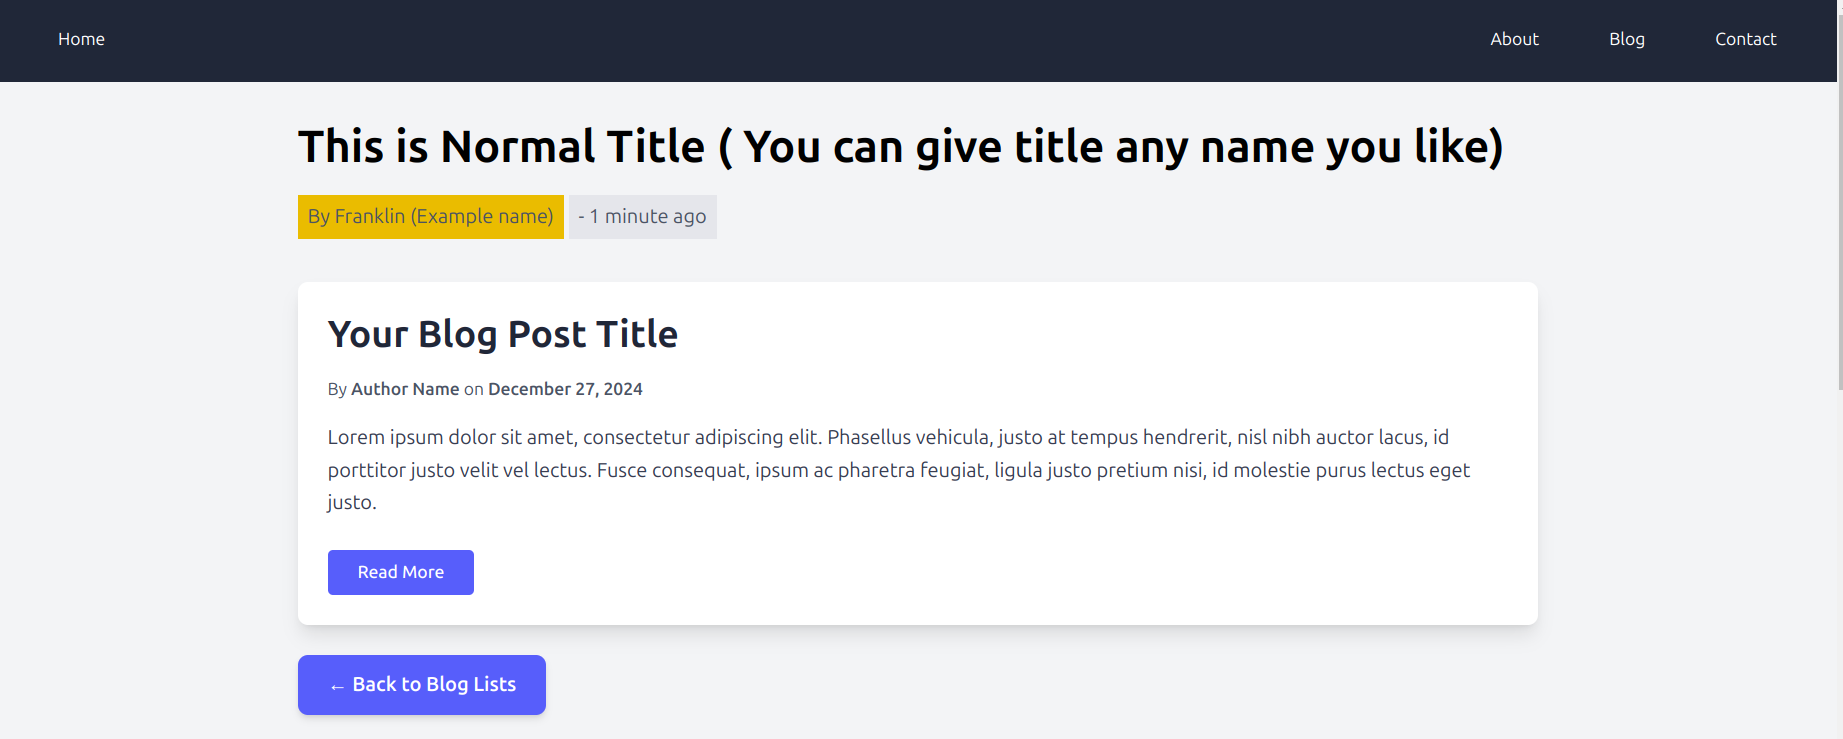 Home About Blog Contact
This is Normal Title ( You can give title any name you like)
By Franklin (Example name) - 1 minute ago
Your Blog Post Title
By Author Name on December 27, 2024
Lorem ipsum dolor sit amet, consectetur adipiscing elit. Phasellus vehicula, justo at tempus hendrerit, nisl nibh auctor lacus, id
porttitor justo velit vel lectus. Fusce consequat, ipsum ac pharetra feugiat, ligula justo pretium nisi, id molestie purus lectus eget
justo.
Read More
← Back to Blog Lists